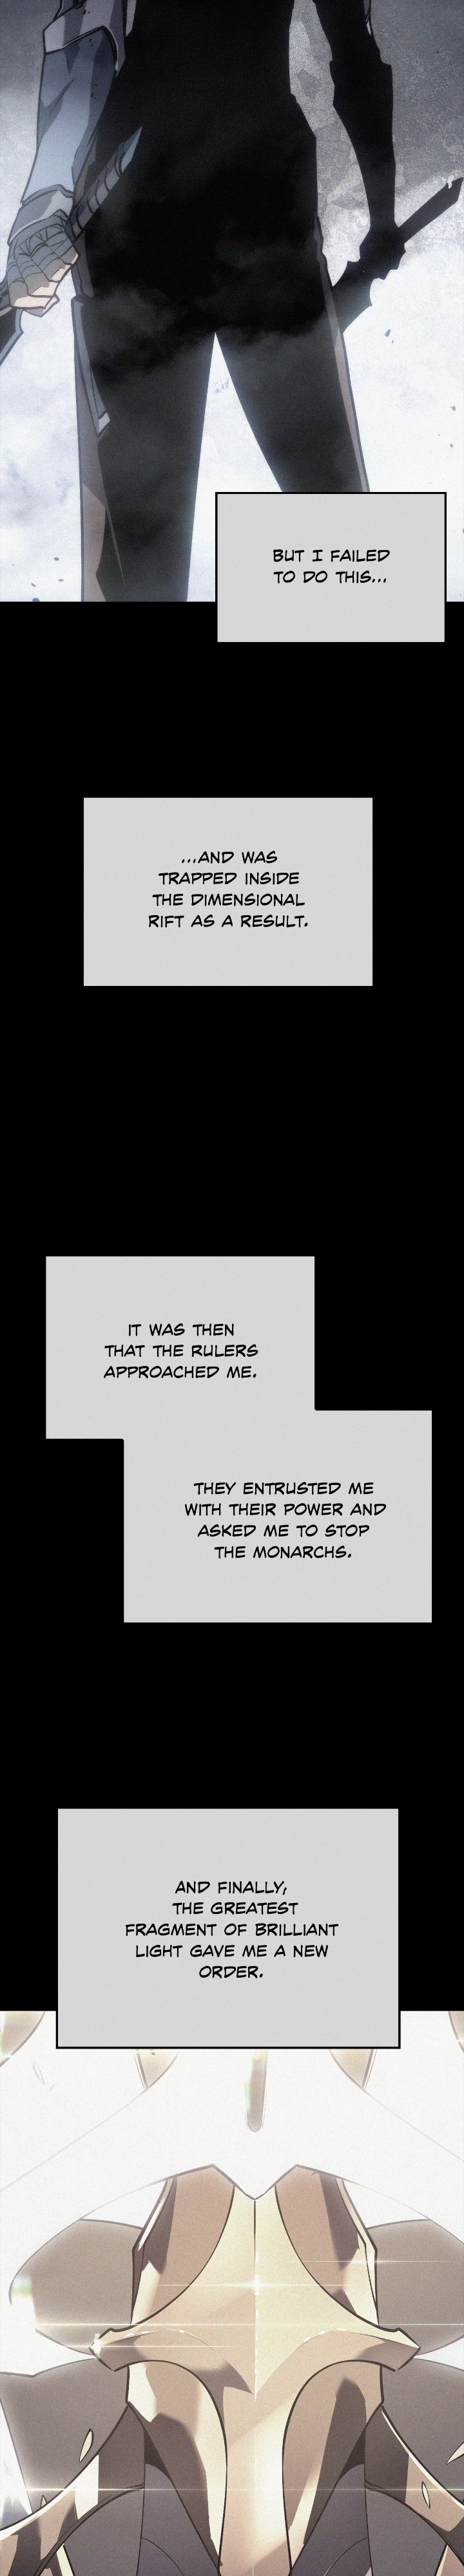 BUT I FAILED
TO DO THIS...
...AND WAS
TRAPPED INSIDE
THE DIMENSIONAL
RIFT AS A RESULT.
IT WAS THEN
THAT THE RULERS
APPROACHED ME.
THEY ENTRUSTED ME
WITH THEIR POWER AND
ASKED ME TO STOP
THE MONARCHS.
AND FINALLY,
THE GREATEST
FRAGMENT OF BRILLIANT
LIGHT GAVE ME A NEW
ORDER.